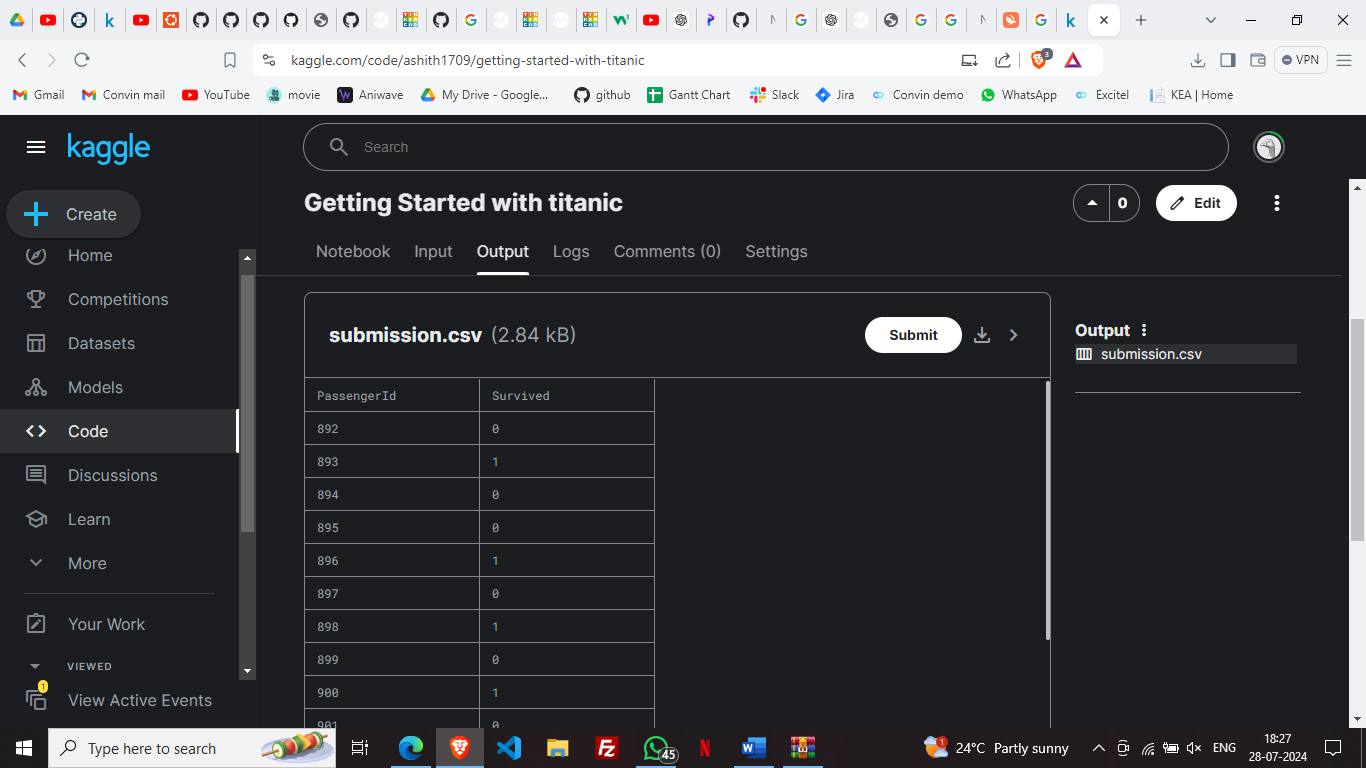 kaggle.com/code/ashith1709/getting-started-with-titanic
3
VPN
Gmail
Convin mail
YouTube
movie
Aniwave
My Drive - Google...
github
Gantt Chart
Slack
Jira
Convin demo
WhatsApp
Excitel
KEA | Home
kaggle
Search
Create
Home
Competitions
Datasets
Models
Code
Discussions
Learn
More
Your Work
VIEWED
1
View Active Events
Getting Started with titanic
0
Edit
Notebook Input Output Logs Comments (0) Settings
submission.csv (2.84 kB)
Submit
PassengerId Survived
892 0
893 1
894 0
895 0
896 1
897 0
898 1
899 0
900 1
901 0
Output
submission.csv
Type here to search
45
1
24°C Partly sunny
ENG
18:27
28-07-2024